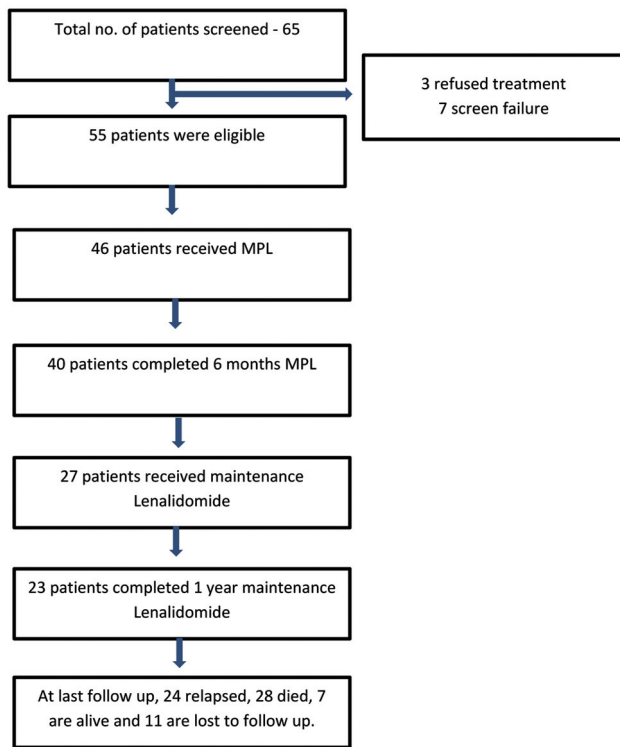 Total no. of patients screened - 65
3 refused treatment
7 screen failure
55 patients were eligible
46 patients received MPL
40 patients completed 6 months MPL
27 patients received maintenance
Lenalidomide
23 patients completed 1 year maintenance
Lenalidomide
At last follow up, 24 relapsed, 28 died, 7
are alive and 11 are lost to follow up.